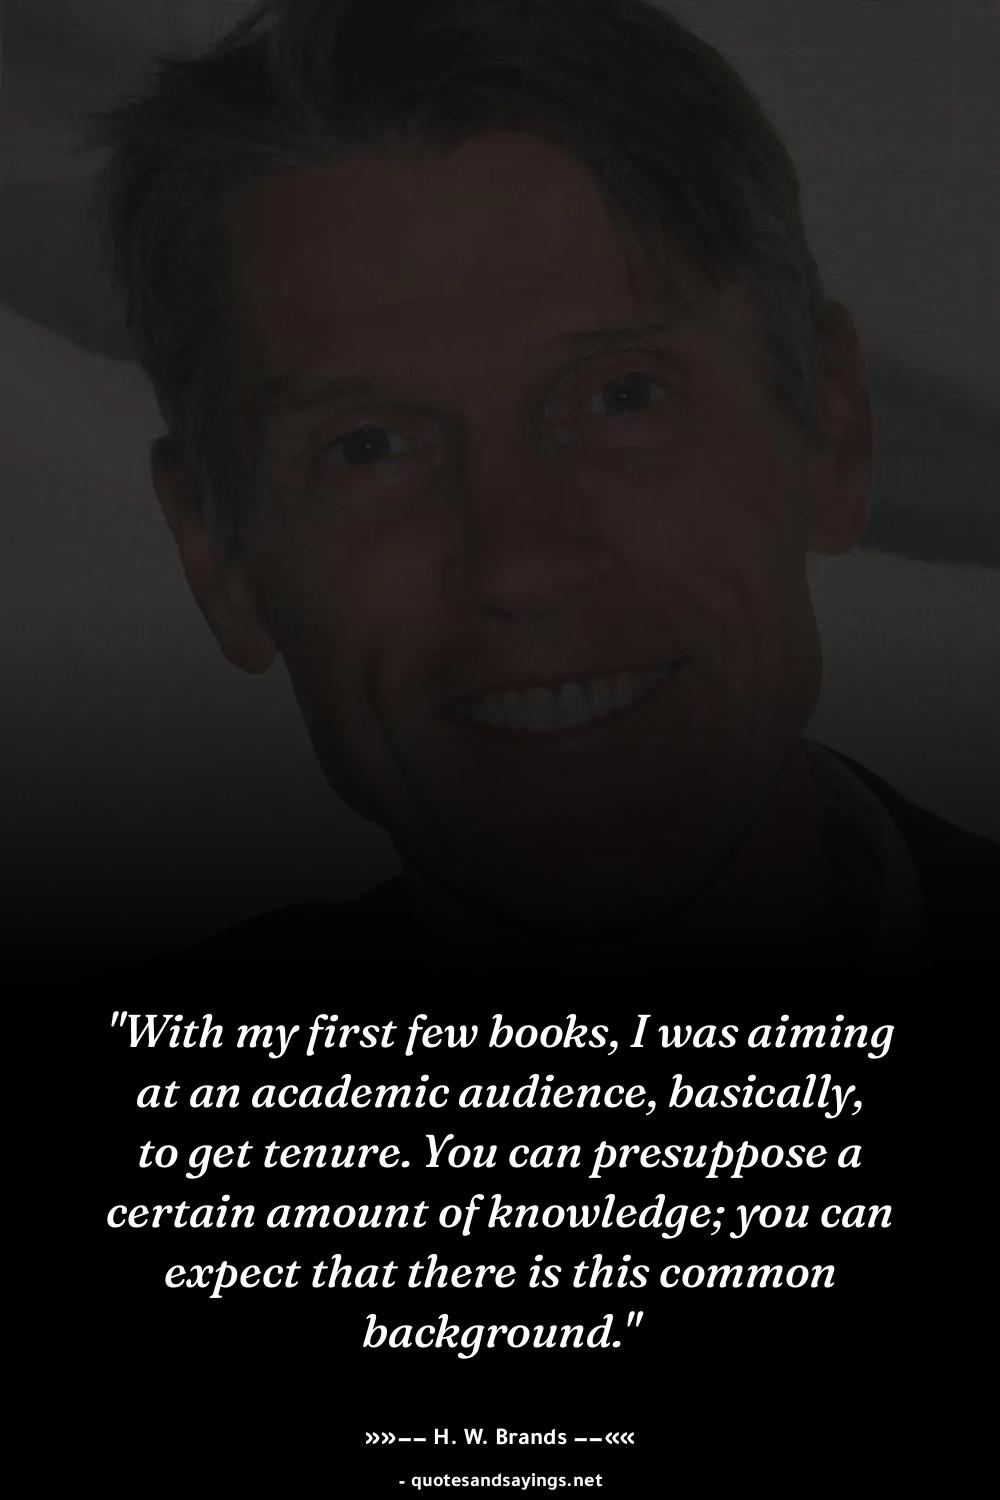 "With my first few books, I was aiming
at an academic audience, basically,
to get tenure. You can presuppose a
certain amount of knowledge; you can
expect that there is this common
background."
»»−− H. W. Brands −−««
- quotesandsayings.net